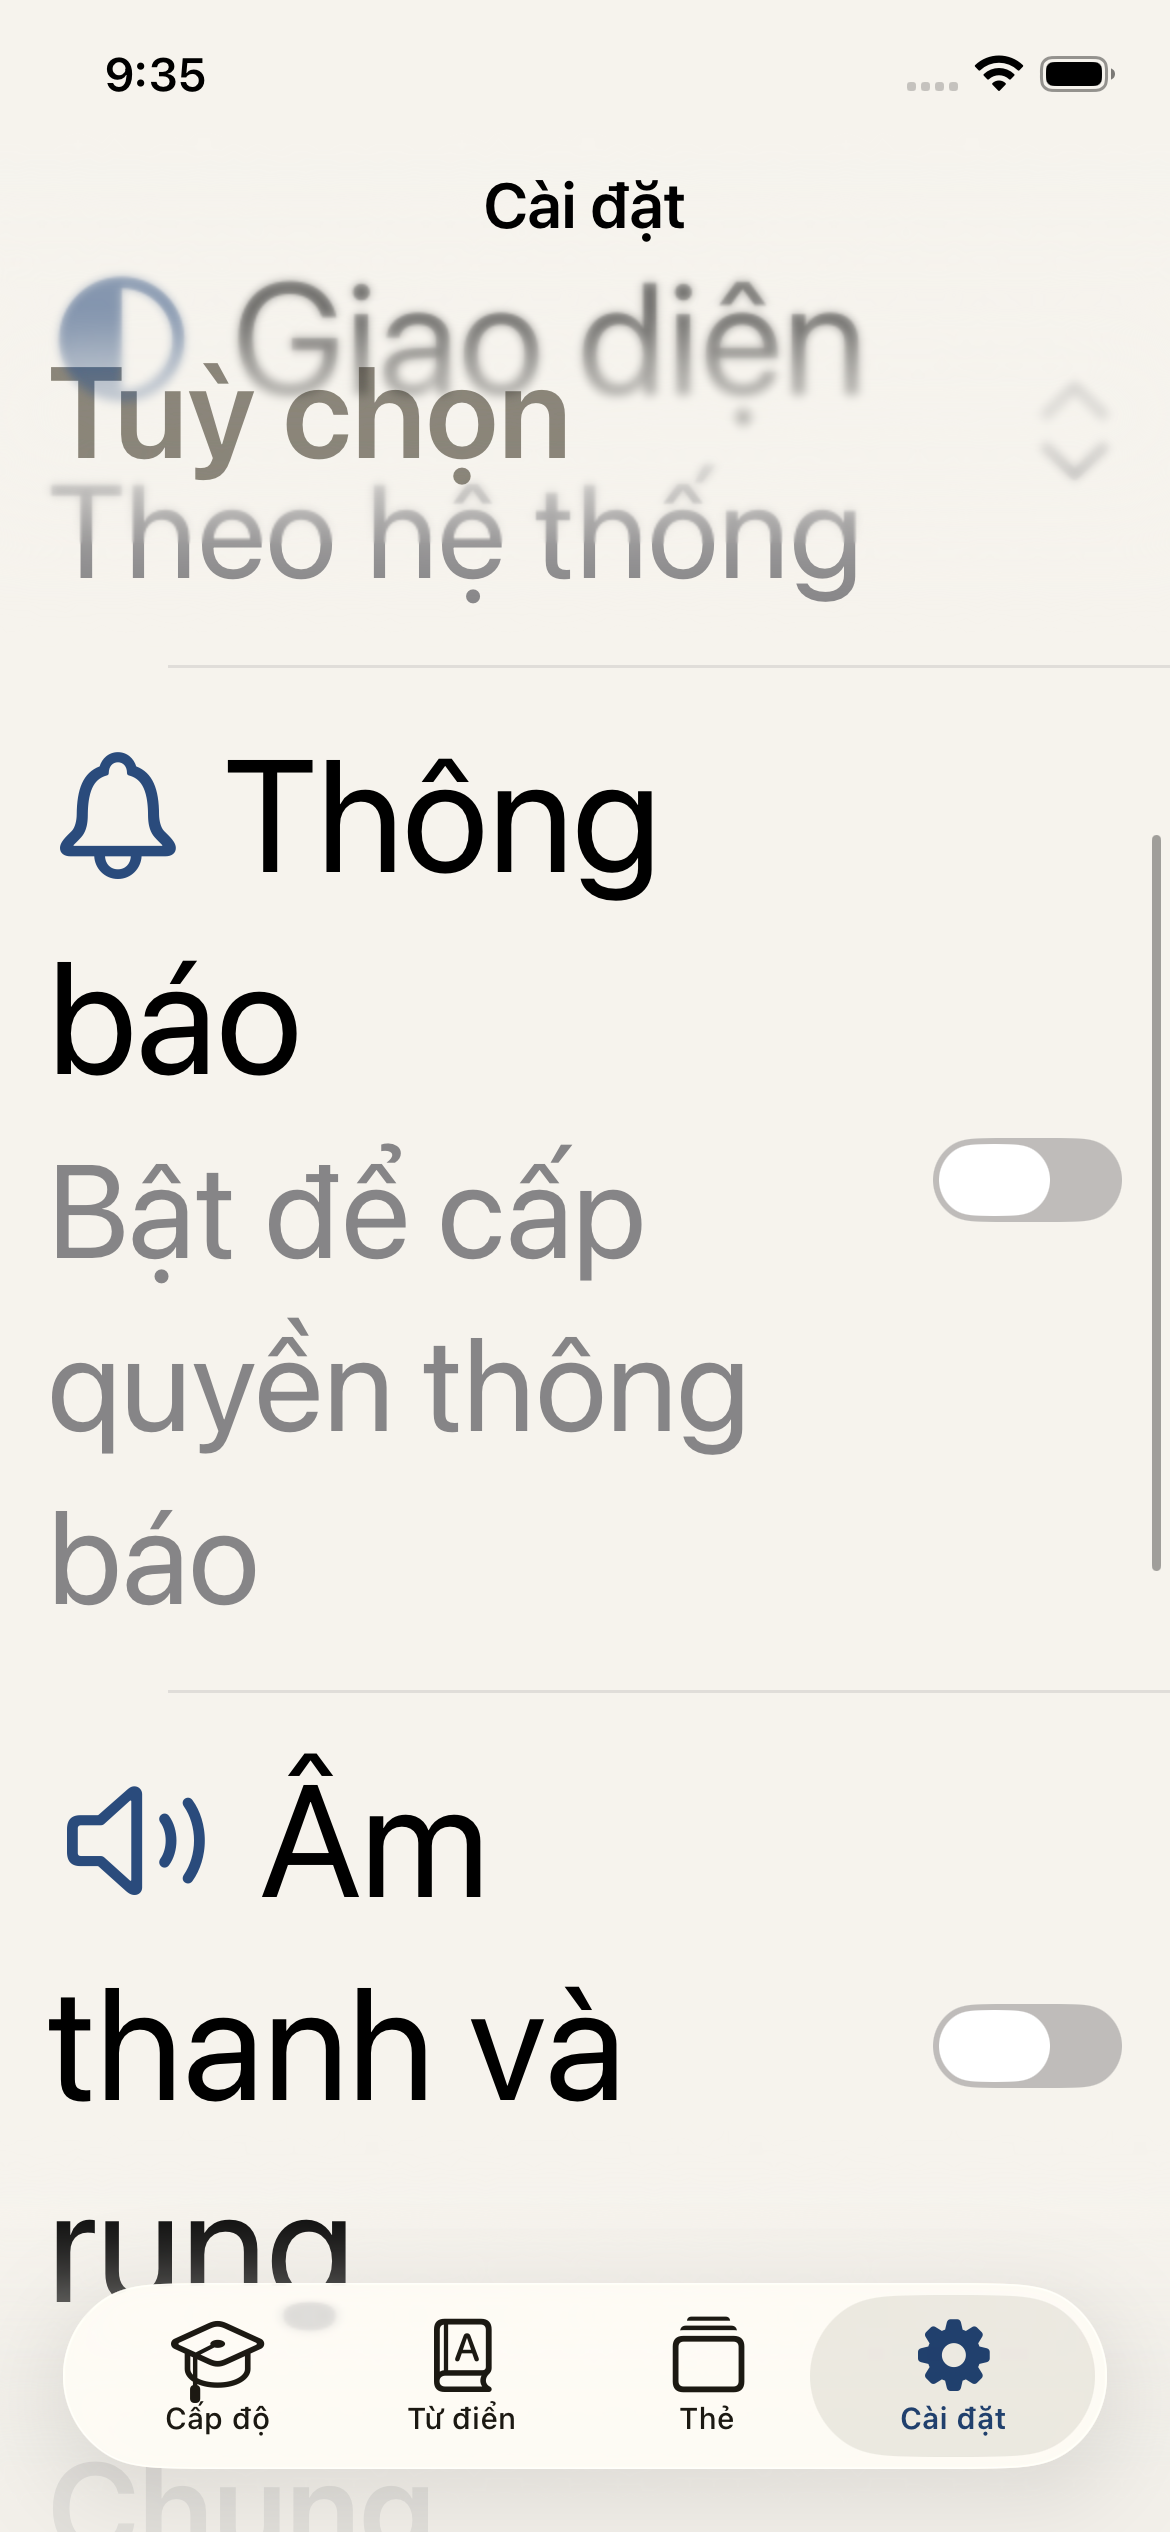 9:35
Cài đặt
Giao diện
Tuỳ chọn
Theo hệ thống
Thông
báo
Bật để cấp
quyền thông
báo
Âm
thanh và
rung
A
Cấp độ
Từ điển
Thẻ
Cài đặt
Chung